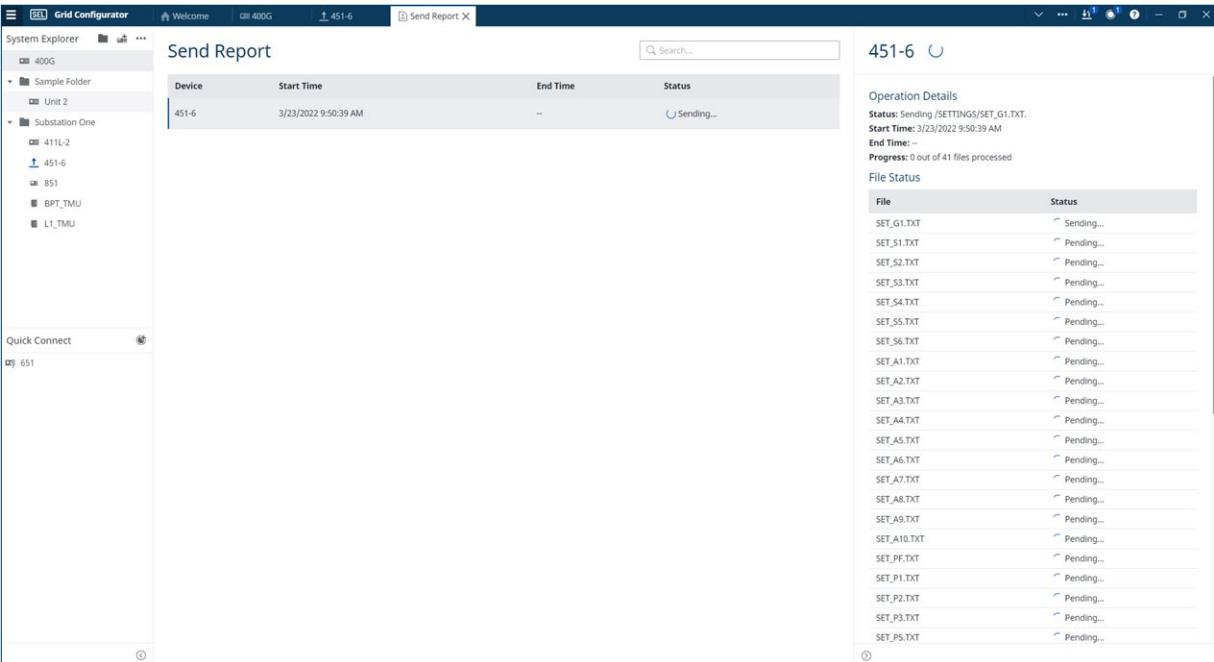 SEL Grid Configurator
Welcome
400G
451-6
Send Report
1
1
System Explorer
400G
Sample Folder
Unit 2
Substation One
411L-2
451-6
851
BPT_TMU
L1_TMU
Quick Connect
651
Send Report
Search...
Device Start Time End Time Status
451-6 3/23/2022 9:50:39 AM -- Sending...
451-6
Operation Details
Status: Sending /SETTINGS/SET_G1.TXT.
Start Time: 3/23/2022 9:50:39 AM
End Time: --
Progress: 0 out of 41 files processed
File Status
File Status
SET_G1.TXT Sending...
SET_S1.TXT Pending...
SET_S2.TXT Pending...
SET_S3.TXT Pending...
SET_S4.TXT Pending...
SET_S5.TXT Pending...
SET_S6.TXT Pending...
SET_A1.TXT Pending...
SET_A2.TXT Pending...
SET_A3.TXT Pending...
SET_A4.TXT Pending...
SET_A5.TXT Pending...
SET_A6.TXT Pending...
SET_A7.TXT Pending...
SET_A8.TXT Pending...
SET_A9.TXT Pending...
SET_A10.TXT Pending...
SET_PF.TXT Pending...
SET_P1.TXT Pending...
SET_P2.TXT Pending...
SET_P3.TXT Pending...
SET_P5.TXT Pending...